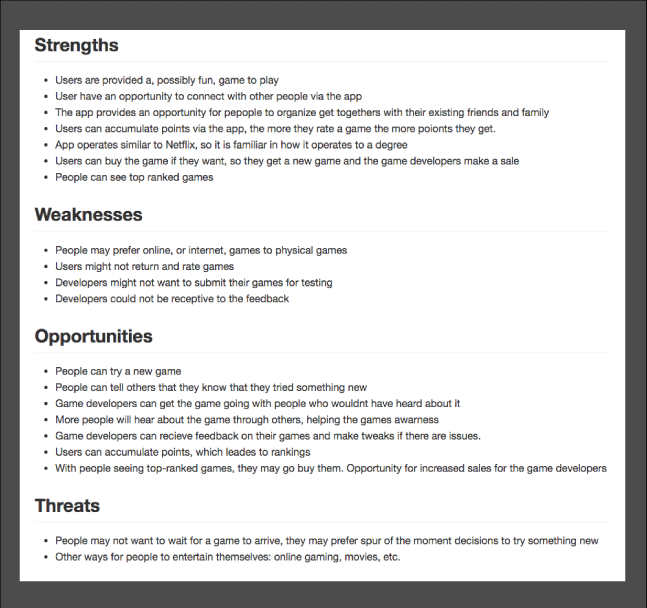 Strengths
• Users are provided a, possibly fun, game to play
• User have an opportunity to connect with other people via the app
• The app provides an opportunity for pepople to organize get togethers with their existing friends and family
• Users can accumulate points via the app, the more they rate a game the more poionts they get.
• App operates similar to Netflix, so it is familiar in how it operates to a degree
• Users can buy the game if they want, so they get a new game and the game developers make a sale
• People can see top ranked games
Weaknesses
• People may prefer online, or internet, games to physical games
• Users might not return and rate games
• Developers might not want to submit their games for testing
• Developers could not be receptive to the feedback
Opportunities
• People can try a new game
• People can tell others that they know that they tried something new
• Game developers can get the game going with people who wouldnt have heard about it
• More people will hear about the game through others, helping the games awarness
• Game developers can recieve feedback on their games and make tweaks if there are issues.
• Users can accumulate points, which leades to rankings
• With people seeing top-ranked games, they may go buy them. Opportunity for increased sales for the game developers
Threats
• People may not want to wait for a game to arrive, they may prefer spur of the moment decisions to try something new
• Other ways for people to entertain themselves: online gaming, movies, etc.